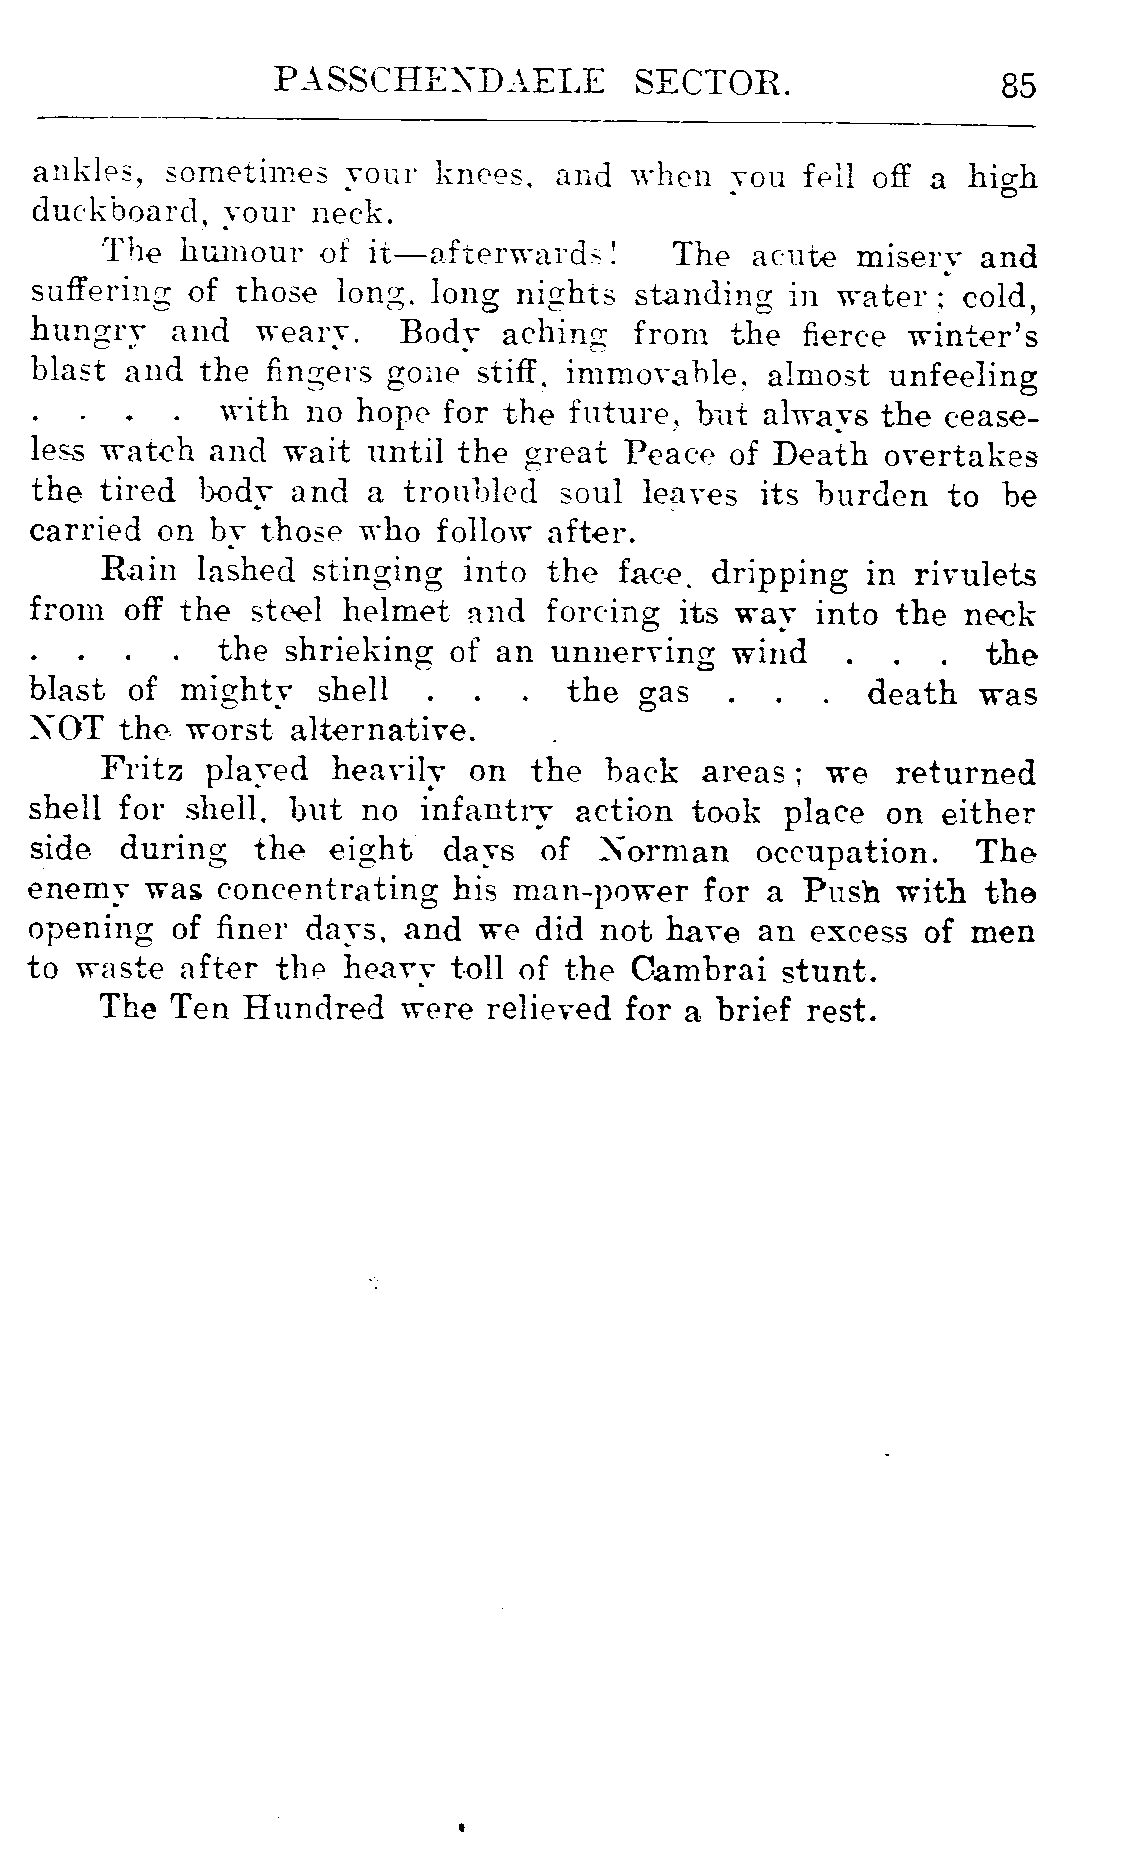 PASSCHENDAELE SECTOR. 85
ankles, sometimes your knees, and when you fell off a high
duckboard, your neck.
The humour of it—afterwards! The acute misery and
suffering of those long, long nights standing in water; cold,
hungry and weary. Body aching from the fierce winter's
blast and the fingers gone stiff, immovable, almost unfeeling
. . . . with no hope for the future, but always the cease-
less watch and wait until the great Peace of Death overtakes
the tired body and a troubled soul leaves its burden to be
carried on by those who follow after.
Rain lashed stinging into the face, dripping in rivulets
from off the steel helmet and forcing its way into the neck
. . . . the shrieking of an unnerving wind . . . the
blast of mighty shell . . . the gas . . . death was
NOT the worst alternative.
Fritz played heavily on the back areas; we returned
shell for shell, but no infantry action took place on either
side during the eight days of Norman occupation. The
enemy was concentrating his man-power for a Push with the
opening of finer days, and we did not have an excess of men
to waste after the heavy toll of the Cambrai stunt.
The Ten Hundred were relieved for a brief rest.